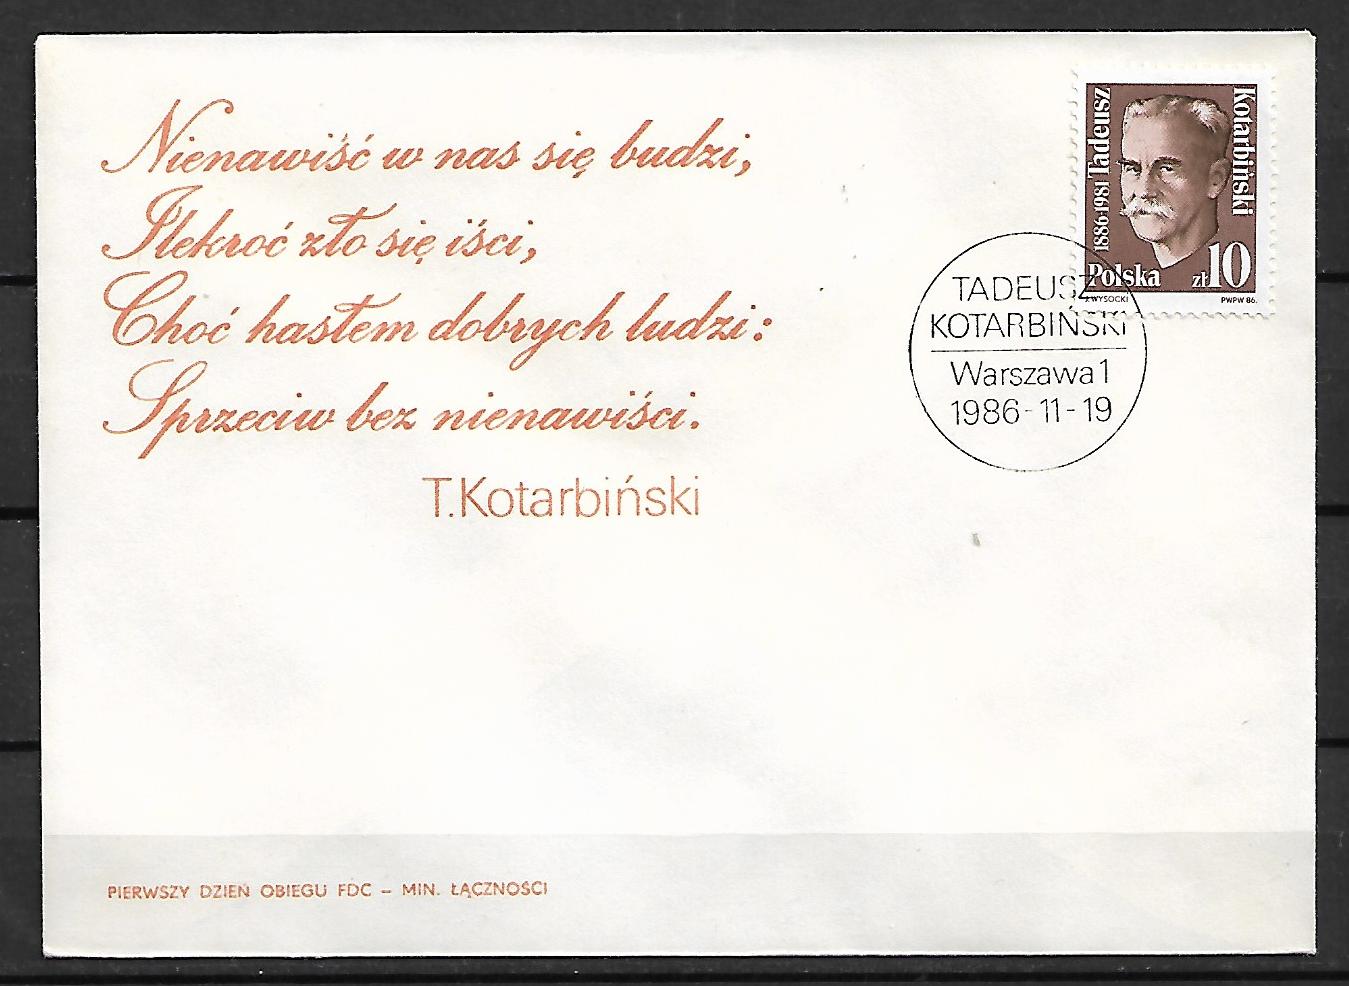 Nienawiść w nas się budzi,
Ilekroć zło się iści,
Choć hasłem dobrych ludzi:
Sprzeciw bez nienawiści.
T.Kotarbiński
1886-1981 Tadeusz
Kotarbiński
Polska zł 10
J.WYSOCKI
PWPW 86.
TADEUSZ
KOTARBIŃSKI
Warszawa 1
1986-11-19
PIERWSZY DZIEŃ OBIEGU FDC – MIN. ŁĄCZNOŚCI